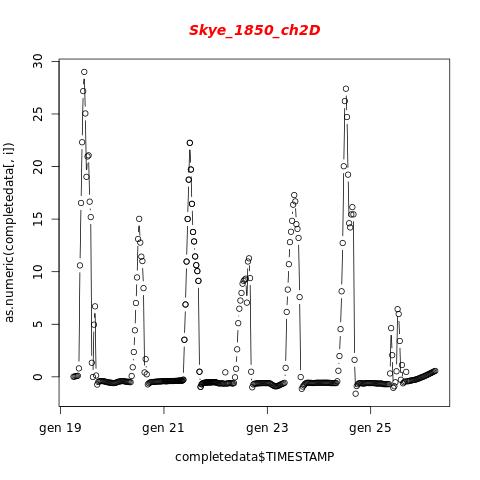 Skye_1850_ch2D
as.numeric(completedata[, i])
30
25
20
15
10
5
0
gen 19
gen 21
gen 23
gen 25
completedata$TIMESTAMP